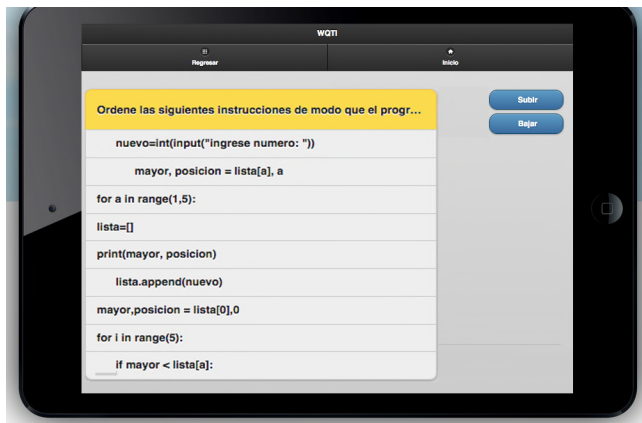 WQTI
Regresar
Inicio
Ordene las siguientes instrucciones de modo que el progr...
Subir
Bajar
nuevo=int(input("ingrese numero: "))
mayor, posicion = lista[a], a
for a in range(1,5):
lista=[]
print(mayor, posicion)
lista.append(nuevo)
mayor,posicion = lista[0],0
for i in range(5):
if mayor < lista[a]: